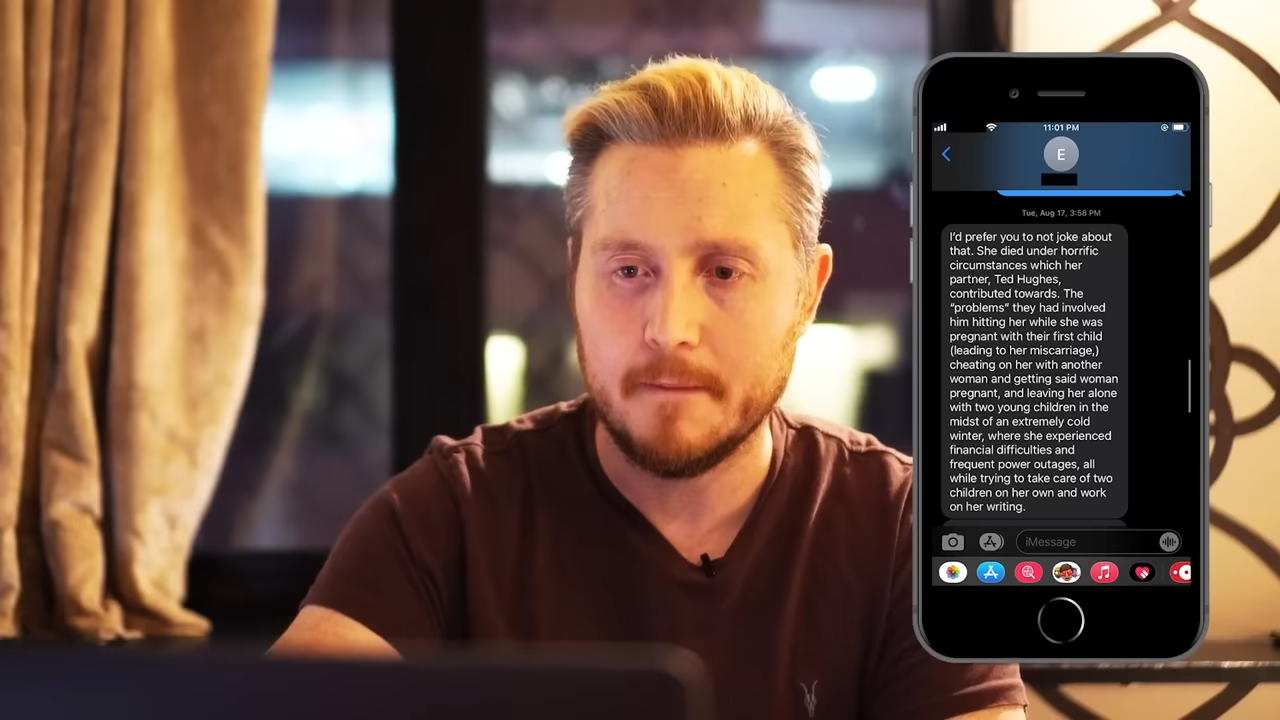 11:01 PM
E
Tue, Aug 17, 3:58 PM
I'd prefer you to not joke about
that. She died under horrific
circumstances which her
partner, Ted Hughes,
contributed towards. The
"problems" they had involved
him hitting her while she was
pregnant with their first child
(leading to her miscarriage,)
cheating on her with another
woman and getting said woman
pregnant, and leaving her alone
with two young children in the
midst of an extremely cold
winter, where she experienced
financial difficulties and
frequent power outages, all
while trying to take care of two
children on her own and work
on her writing.
iMessage